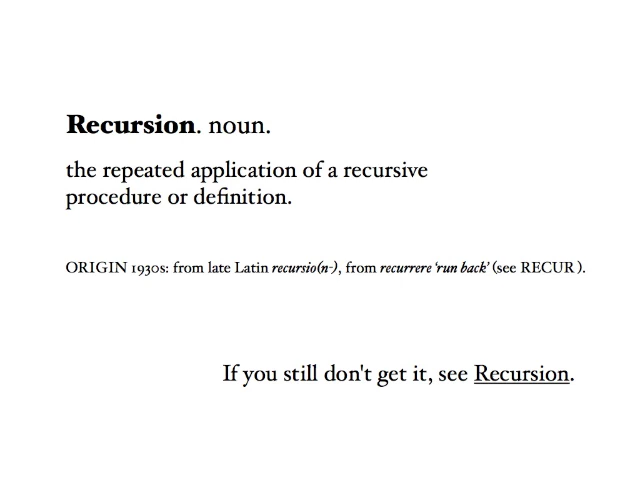 Recursion. noun.
the repeated application of a recursive
procedure or definition.
ORIGIN 1930s: from late Latin recursio(n-), from recurrere ‘run back’ (see RECUR ).
If you still don't get it, see Recursion.